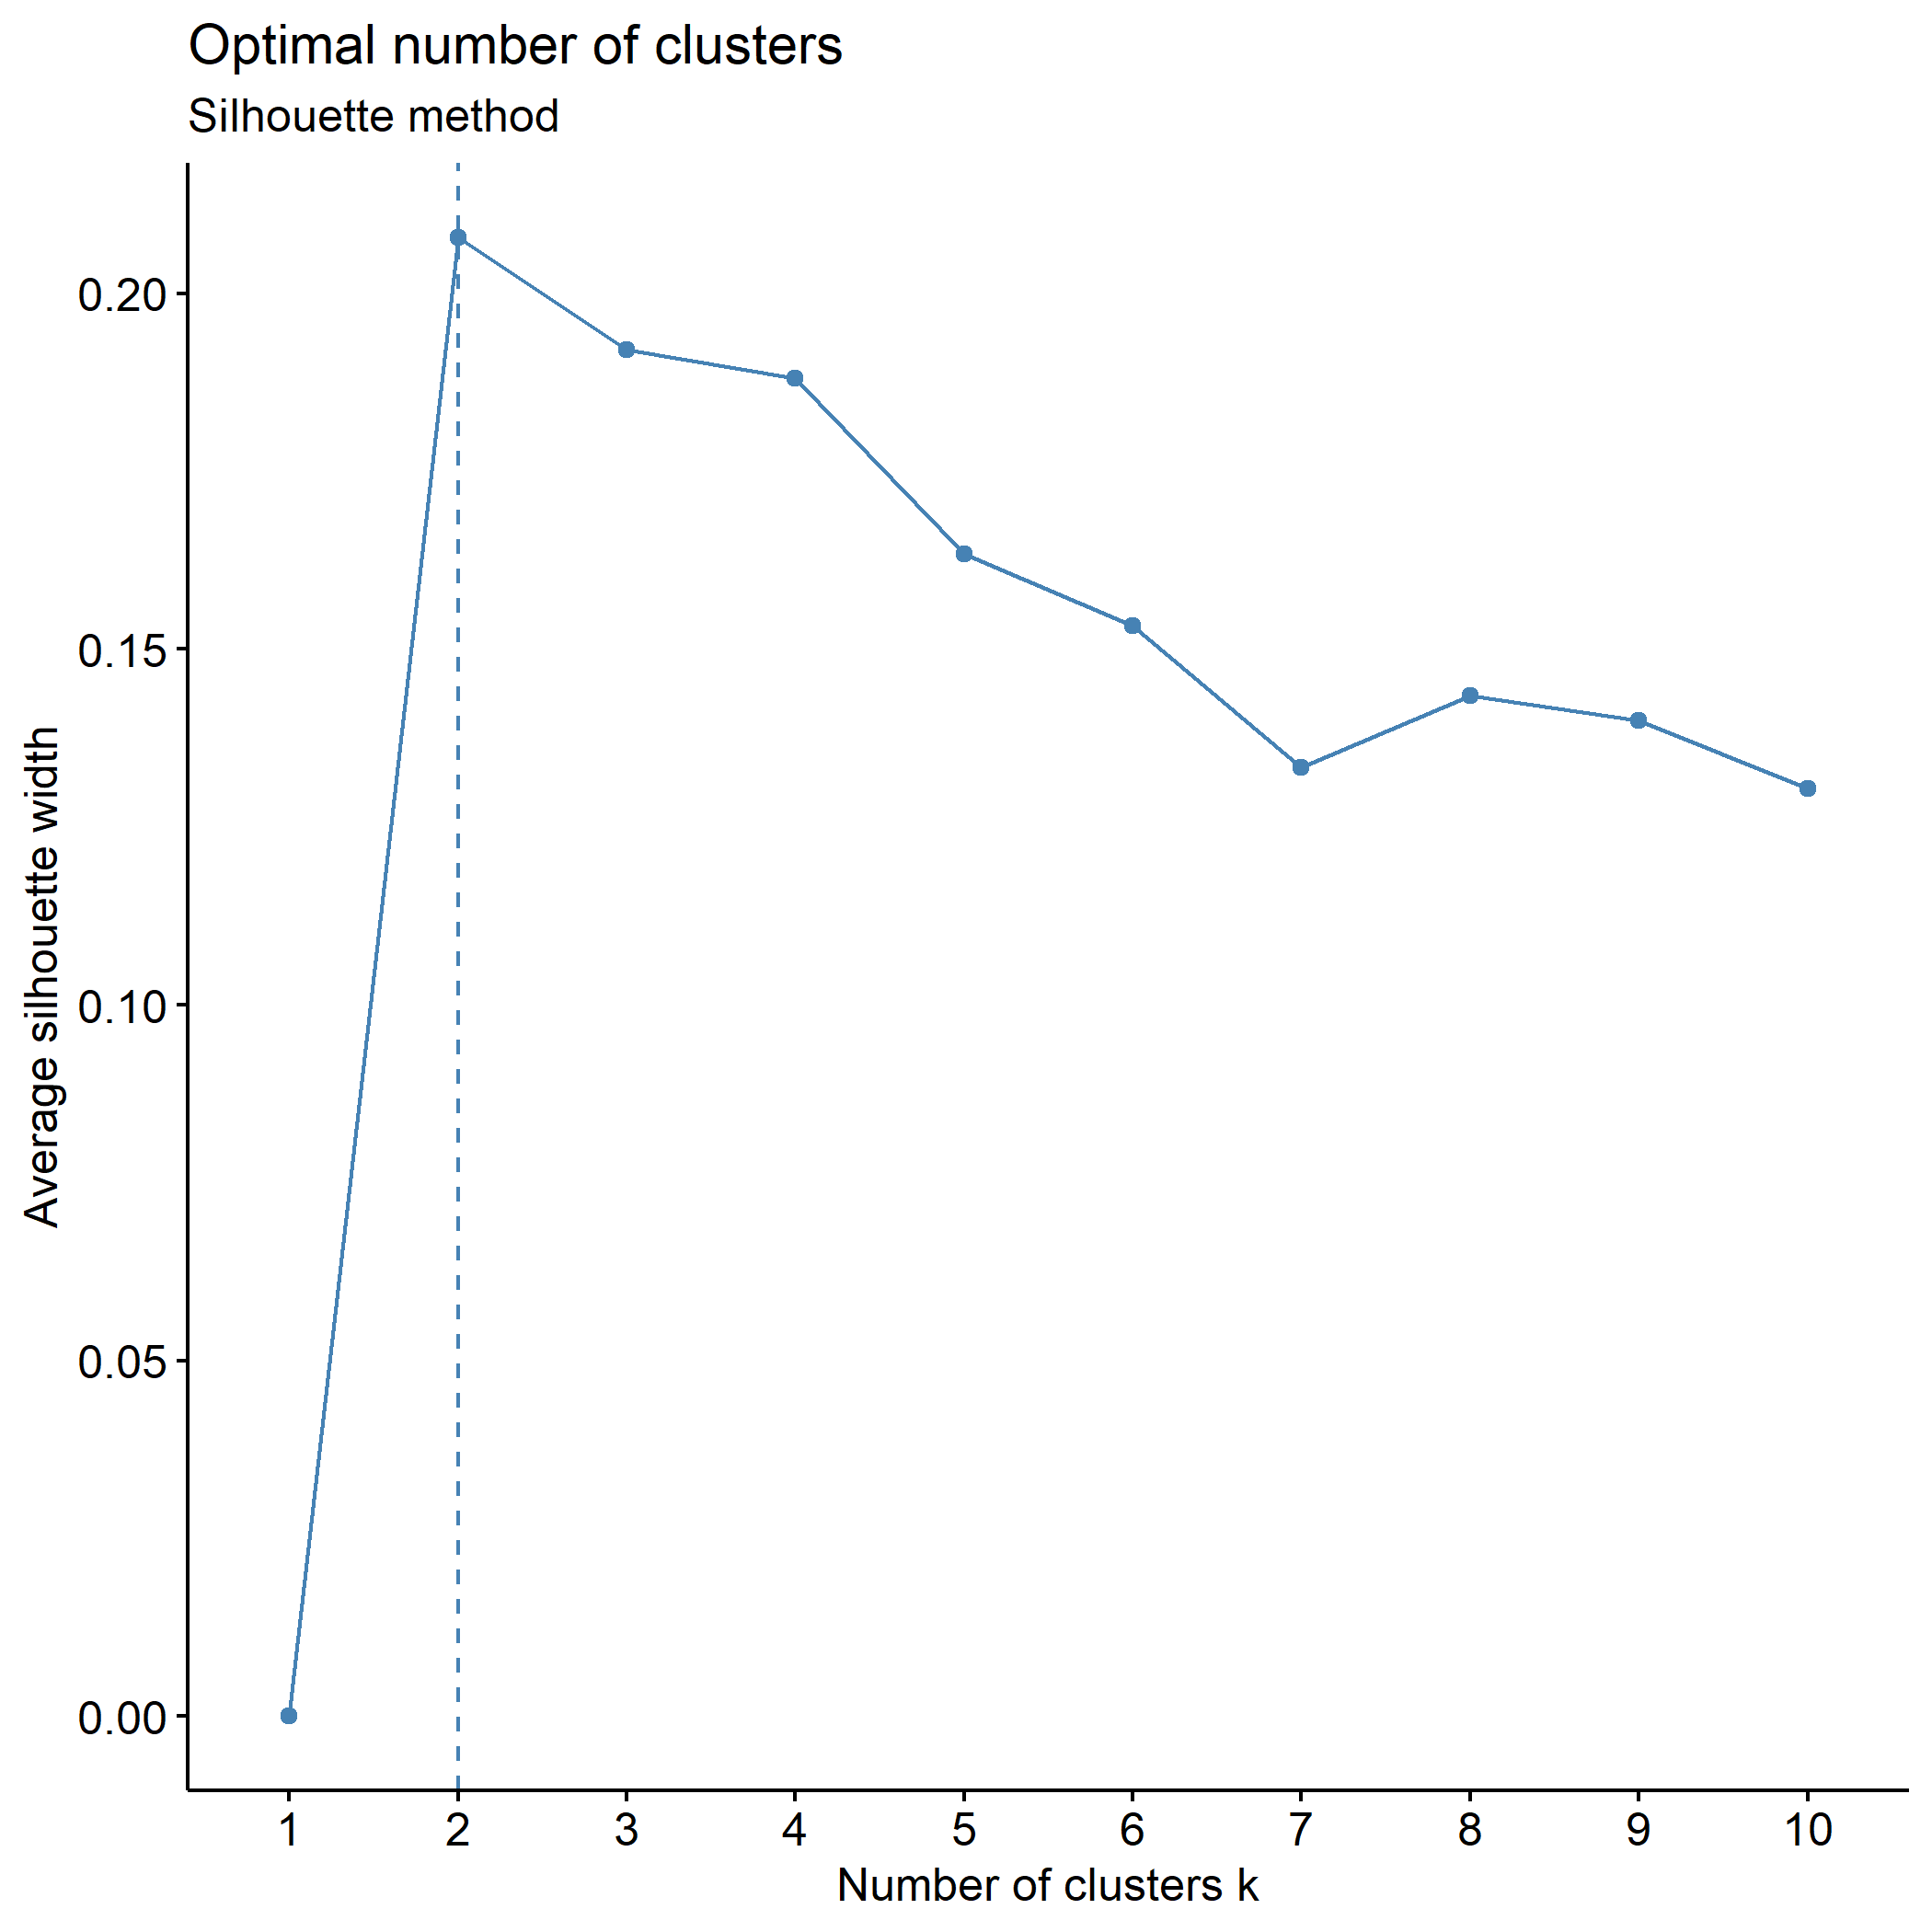 Optimal number of clusters
Silhouette method
Average silhouette width
0.20
0.15
0.10
0.05
0.00
1 2 3 4 5 6 7 8 9 10
Number of clusters k